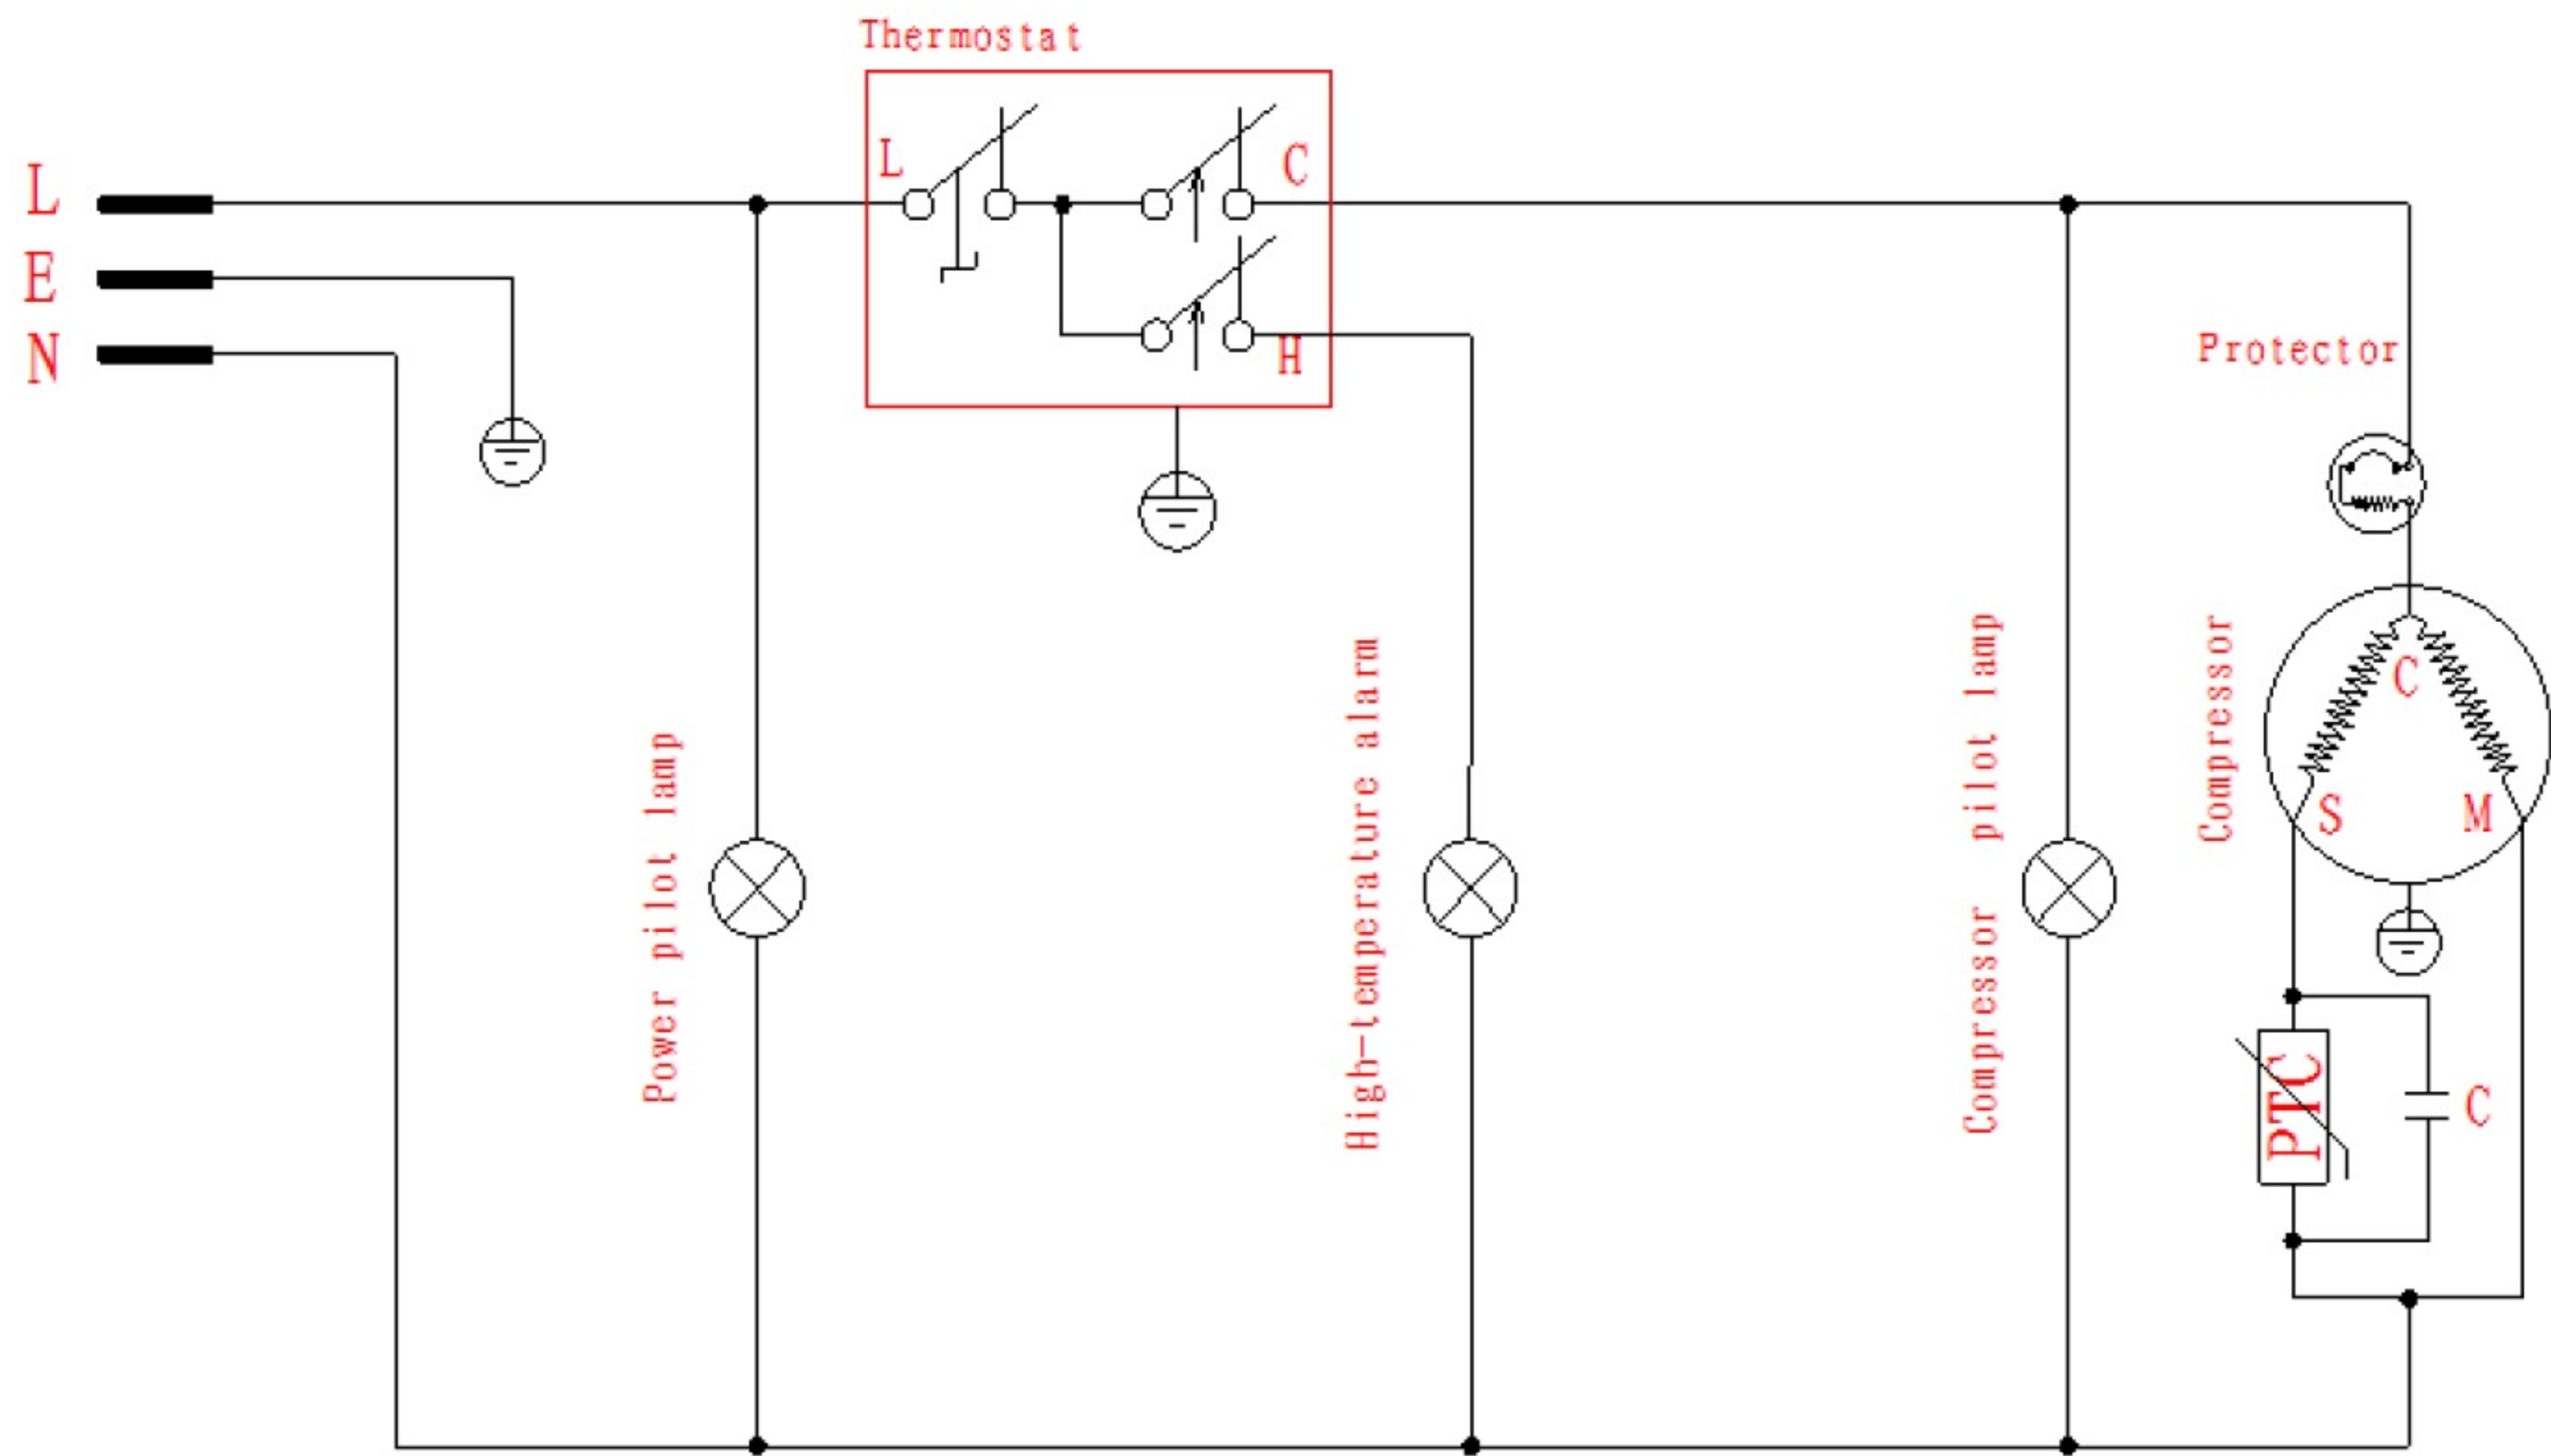 Thermostat
L
C
L
E
N
H
Protector
Power pilot lamp
High-temperature alarm
Compressor pilot lamp
Compressor
C
S
M
PTC
C